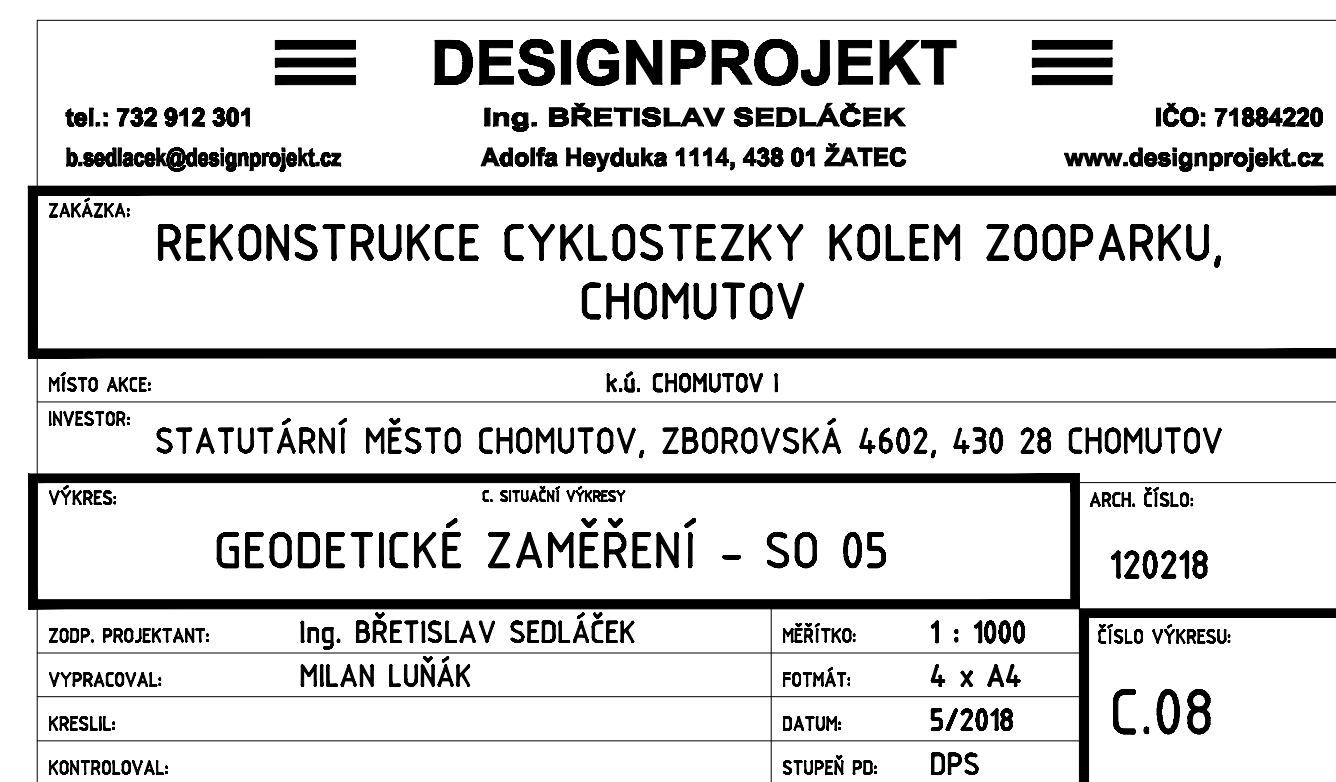 DESIGNPROJEKT
tel.: 732 912 301 Ing. BŘETISLAV SEDLÁČEK IČO: 71884220
b.sedlacek@designprojekt.cz Adolfa Heyduka 1114, 438 01 ŽATEC www.designprojekt.cz
ZAKÁZKA:
REKONSTRUKCE CYKLOSTEZKY KOLEM ZOOPARKU,
CHOMUTOV
MÍSTO AKCE: k.ú. CHOMUTOV I
INVESTOR:
STATUTÁRNÍ MĚSTO CHOMUTOV, ZBOROVSKÁ 4602, 430 28 CHOMUTOV
VÝKRES: C. SITUAČNÍ VÝKRESY
GEODETICKÉ ZAMĚŘENÍ - SO 05
ARCH. ČÍSLO:
120218
ZODP. PROJEKTANT: Ing. BŘETISLAV SEDLÁČEK MĚŘÍTKO: 1 : 1000
VYPRACOVAL: MILAN LUŇÁK FOTMÁT: 4 x A4
KRESLIL: DATUM: 5/2018
KONTROLOVAL: STUPEŇ PD: DPS
ČÍSLO VÝKRESU:
C.08